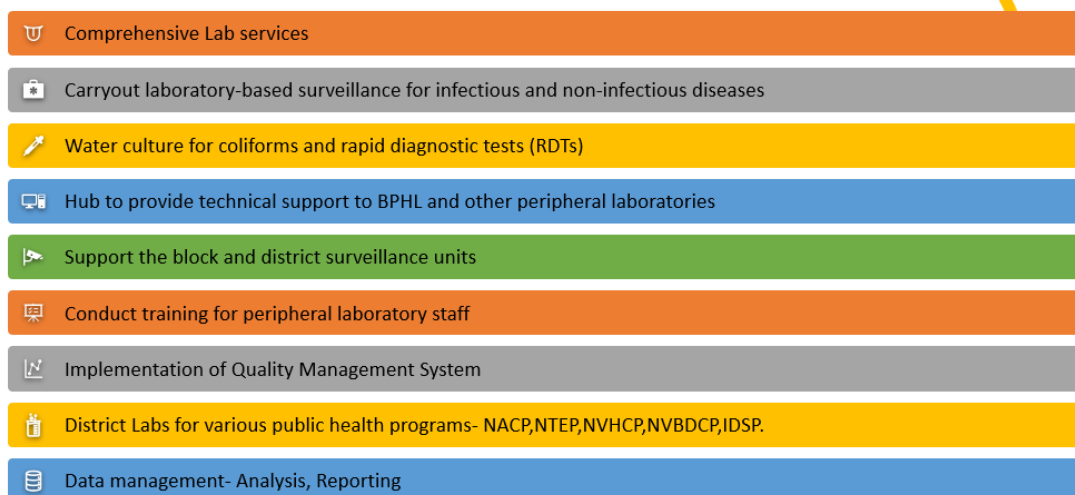 Comprehensive Lab services
Carryout laboratory-based surveillance for infectious and non-infectious diseases
Water culture for coliforms and rapid diagnostic tests (RDTs)
Hub to provide technical support to BPHL and other peripheral laboratories
Support the block and district surveillance units
Conduct training for peripheral laboratory staff
Implementation of Quality Management System
District Labs for various public health programs- NACP,NTEP,NVHCP,NVBDCP,IDSP.
Data management- Analysis, Reporting